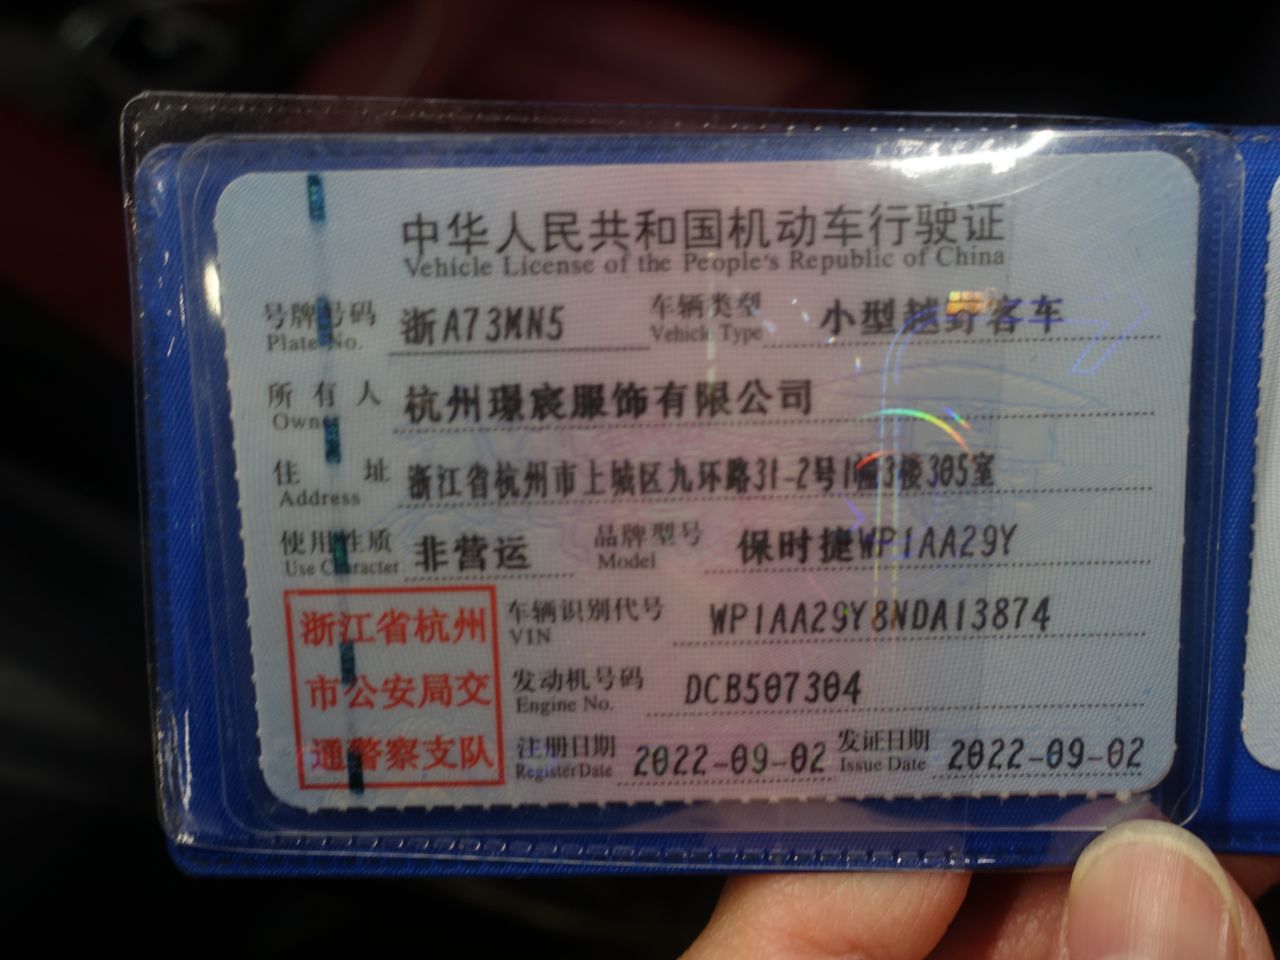 中华人民共和国机动车行驶证
Vehicle License of the People's Republic of China
号牌号码 浙A73MN5 车辆类型 小型越野客车
Plate No. Vehicle Type
所有人 杭州璟宸服饰有限公司
Owner
住址 浙江省杭州市上城区九环路31-2号1幢3楼305室
Address
使用性质 非营运 品牌型号 保时捷WP1AA29Y
Use Character Model
浙江省杭州 车辆识别代号 WP1AA29Y8NDA13874
VIN
市公安局交 发动机号码 DCB507304
Engine No.
通警察支队 注册日期 2022-09-02 发证日期 2022-09-02
Register Date Issue Date